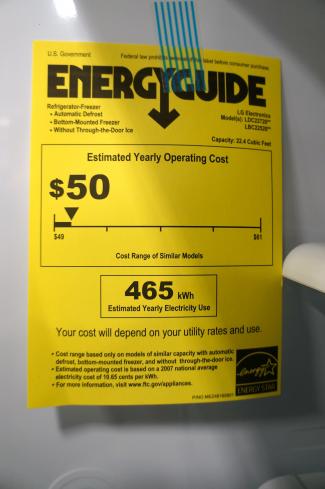 U.S. Government
Federal law prohibits removal of this label before consumer purchase.
ENERGYGUIDE
Refrigerator-Freezer
• Automatic Defrost
• Bottom-Mounted Freezer
• Without Through-the-Door Ice
LG Electronics
Model(s): LDC22720**
LBC22520**
Capacity: 22.4 Cubic Feet
Estimated Yearly Operating Cost
$50
$49
$61
Cost Range of Similar Models
465 kWh
Estimated Yearly Electricity Use
Your cost will depend on your utility rates and use.
• Cost range based only on models of similar capacity with automatic
defrost, bottom-mounted freezer, and without through-the-door ice.
• Estimated operating cost is based on a 2007 national average
electricity cost of 10.65 cents per kWh.
• For more information, visit www.ftc.gov/appliances.
energy
ENERGY STAR